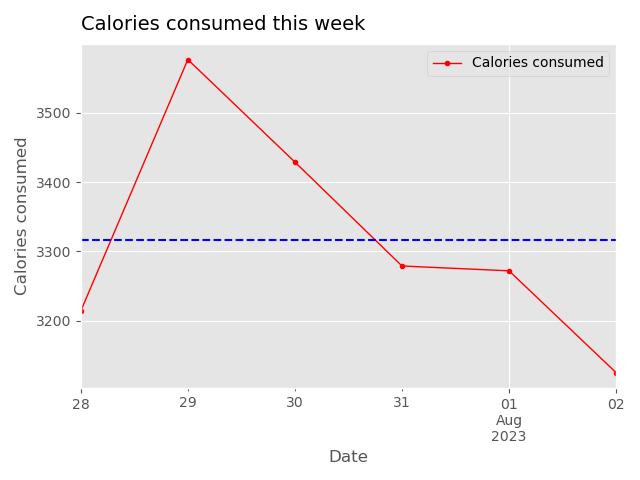 Calories consumed this week
Calories consumed
3500
3400
3300
3200
Calories consumed
28
29
30
31
01
Aug
2023
02
Date